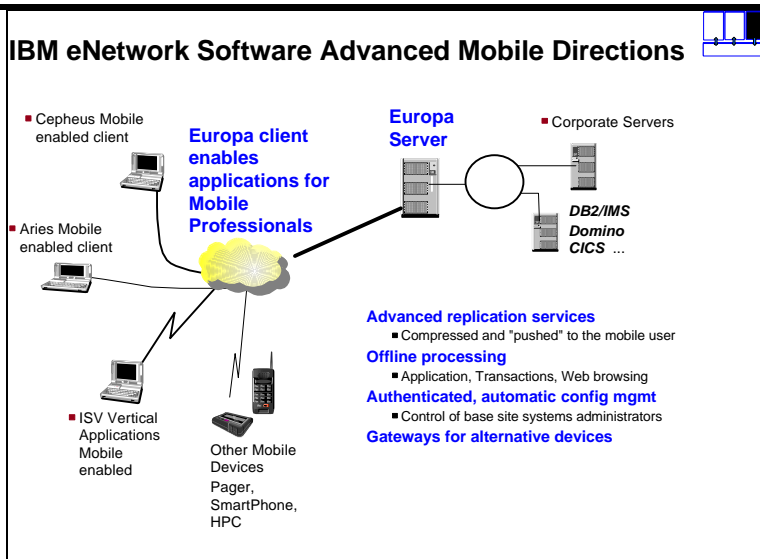 IBM eNetwork Software Advanced Mobile Directions
Cepheus Mobile
enabled client
Europa client
enables
applications for
Mobile
Professionals
Europa
Server
Corporate Servers
DB2/IMS
Domino
CICS ...
Aries Mobile
enabled client
ISV Vertical
Applications
Mobile
enabled
Other Mobile
Devices
Pager,
SmartPhone,
HPC
Advanced replication services
Compressed and "pushed" to the mobile user
Offline processing
Application, Transactions, Web browsing
Authenticated, automatic config mgmt
Control of base site systems administrators
Gateways for alternative devices